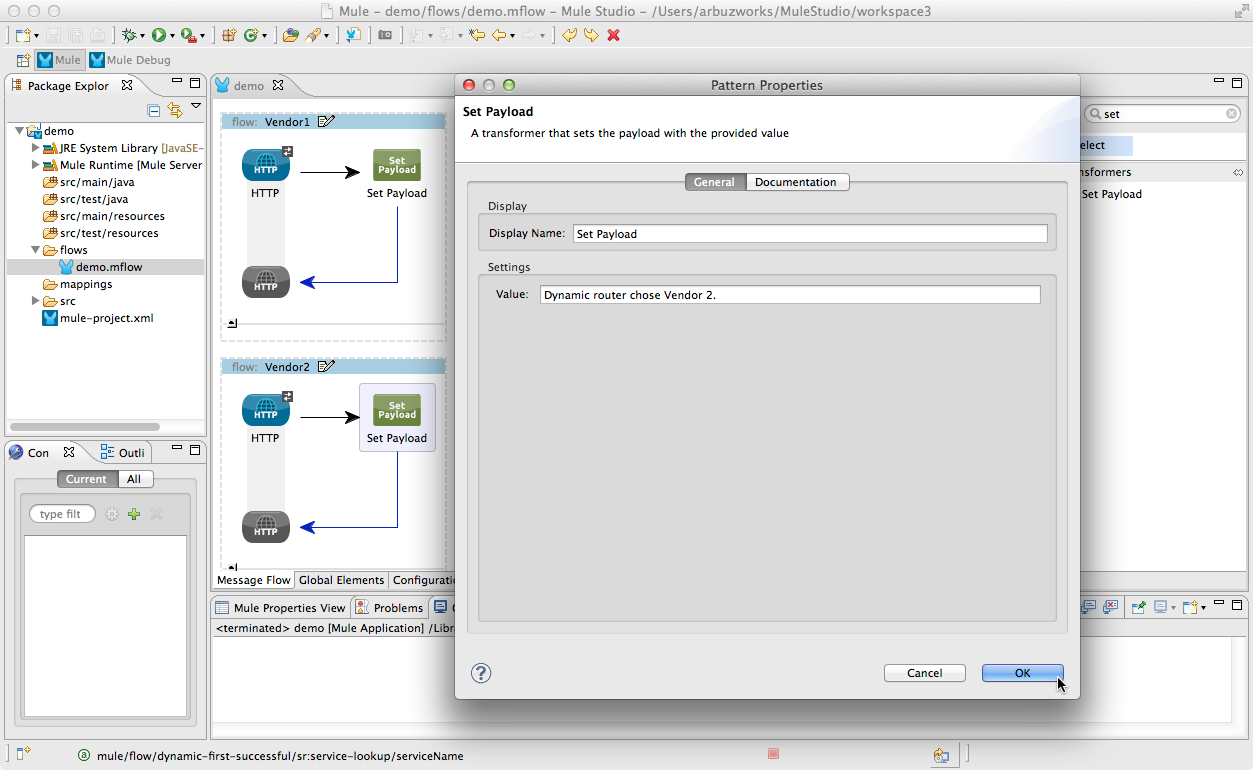 Mule – demo/flows/demo.mflow – Mule Studio – /Users/arbuzworks/MuleStudio/workspace3
Mule
Mule Debug
Package Explor
demo
JRE System Library [JavaSE-
Mule Runtime [Mule Server
src/main/java
src/test/java
src/main/resources
src/test/resources
flows
demo.mflow
mappings
src
mule-project.xml
Con
Outli
Current
All
type filt
demo
flow: Vendor1
HTTP
Set Payload
HTTP
Set Payload
HTTP
flow: Vendor2
HTTP
Set Payload
HTTP
Set Payload
HTTP
Message Flow
Global Elements
Configuratio
Mule Properties View
Problems
<terminated> demo [Mule Application] /Libr
Pattern Properties
Set Payload
A transformer that sets the payload with the provided value
General
Documentation
Display
Display Name:
Set Payload
Settings
Value:
Dynamic router chose Vendor 2.
?
Cancel
OK
set
elect
nsformers
Set Payload
mule/flow/dynamic-first-successful/sr:service-lookup/serviceName